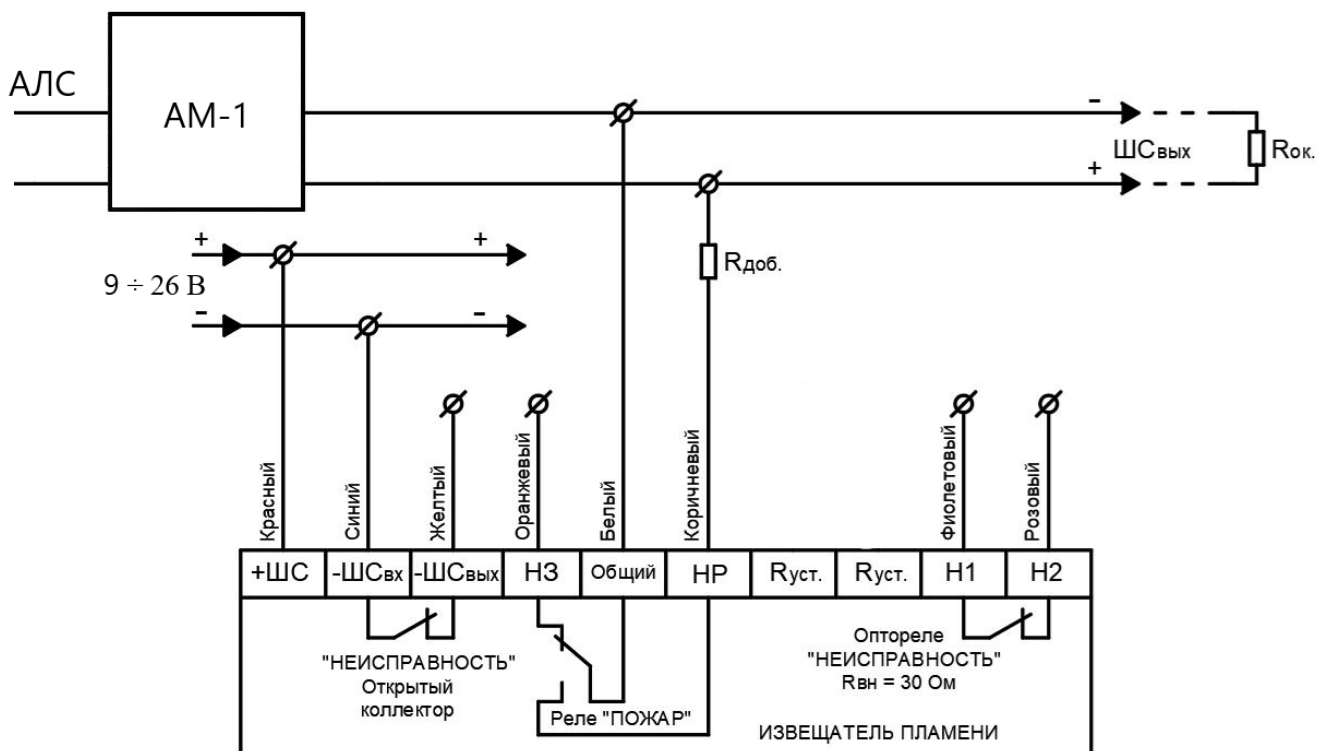 АЛС
АМ-1
-
ШСвых
+
Rок.
+
+
Rдоб.
9 ÷ 26 В
-
-
Красный
Синий
Желтый
Оранжевый
Белый
Коричневый
Фиолетовый
Розовый
+ШС
-ШСвх
-ШСвых
НЗ
Общий
НР
Rуст.
Rуст.
Н1
Н2
"НЕИСПРАВНОСТЬ"
Открытый
коллектор
Реле "ПОЖАР"
Оптореле
"НЕИСПРАВНОСТЬ"
Rвн = 30 Ом
ИЗВЕЩАТЕЛЬ ПЛАМЕНИ